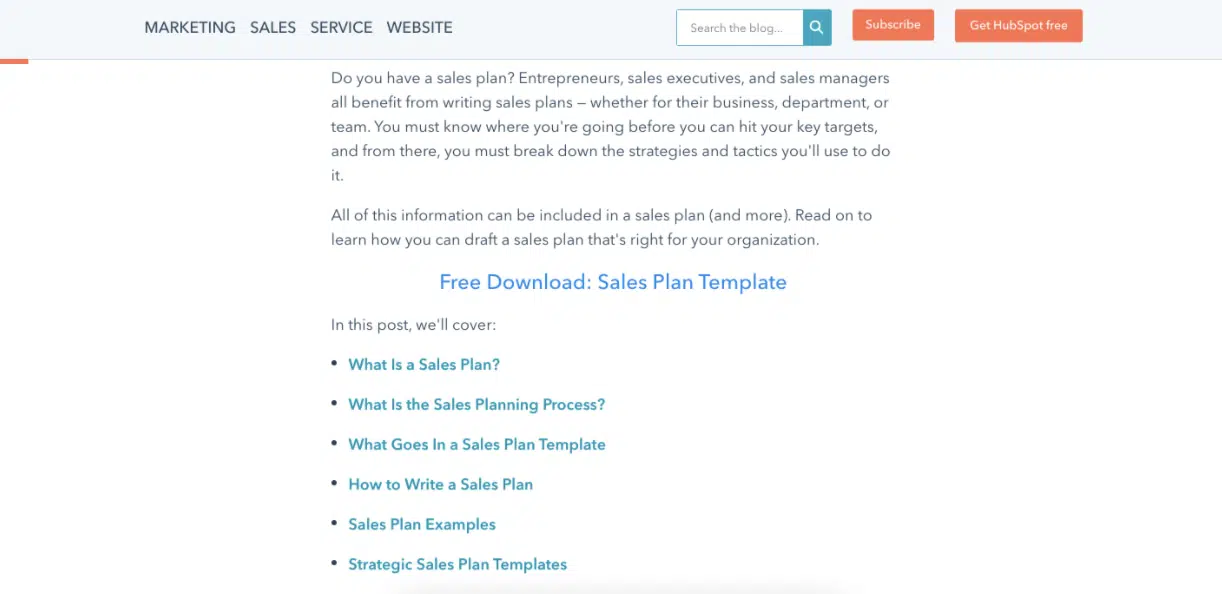 MARKETING SALES SERVICE WEBSITE
Search the blog...
Subscribe
Get HubSpot free
Do you have a sales plan? Entrepreneurs, sales executives, and sales managers
all benefit from writing sales plans — whether for their business, department, or
team. You must know where you're going before you can hit your key targets,
and from there, you must break down the strategies and tactics you'll use to do
it.
All of this information can be included in a sales plan (and more). Read on to
learn how you can draft a sales plan that's right for your organization.
Free Download: Sales Plan Template
In this post, we'll cover:
• What Is a Sales Plan?
• What Is the Sales Planning Process?
• What Goes In a Sales Plan Template
• How to Write a Sales Plan
• Sales Plan Examples
• Strategic Sales Plan Templates